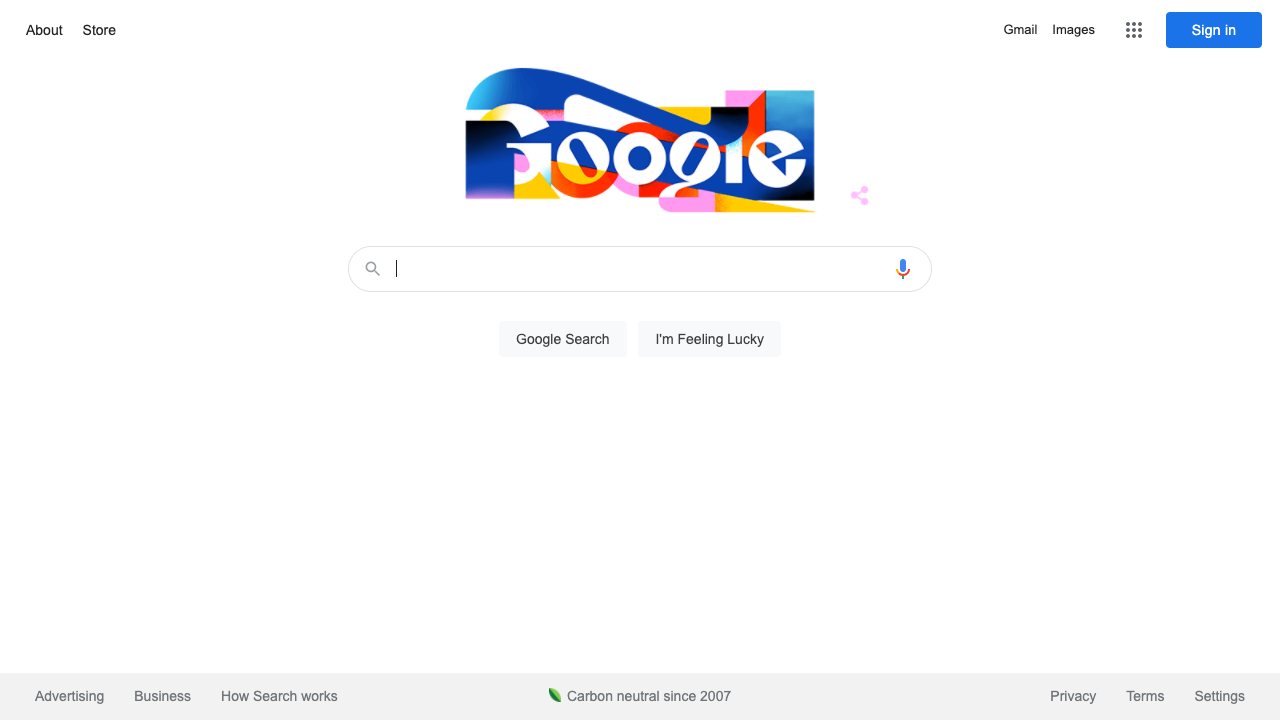 About Store
Gmail Images Sign in
Google
Google Search I'm Feeling Lucky
Advertising Business How Search works
Carbon neutral since 2007
Privacy Terms Settings